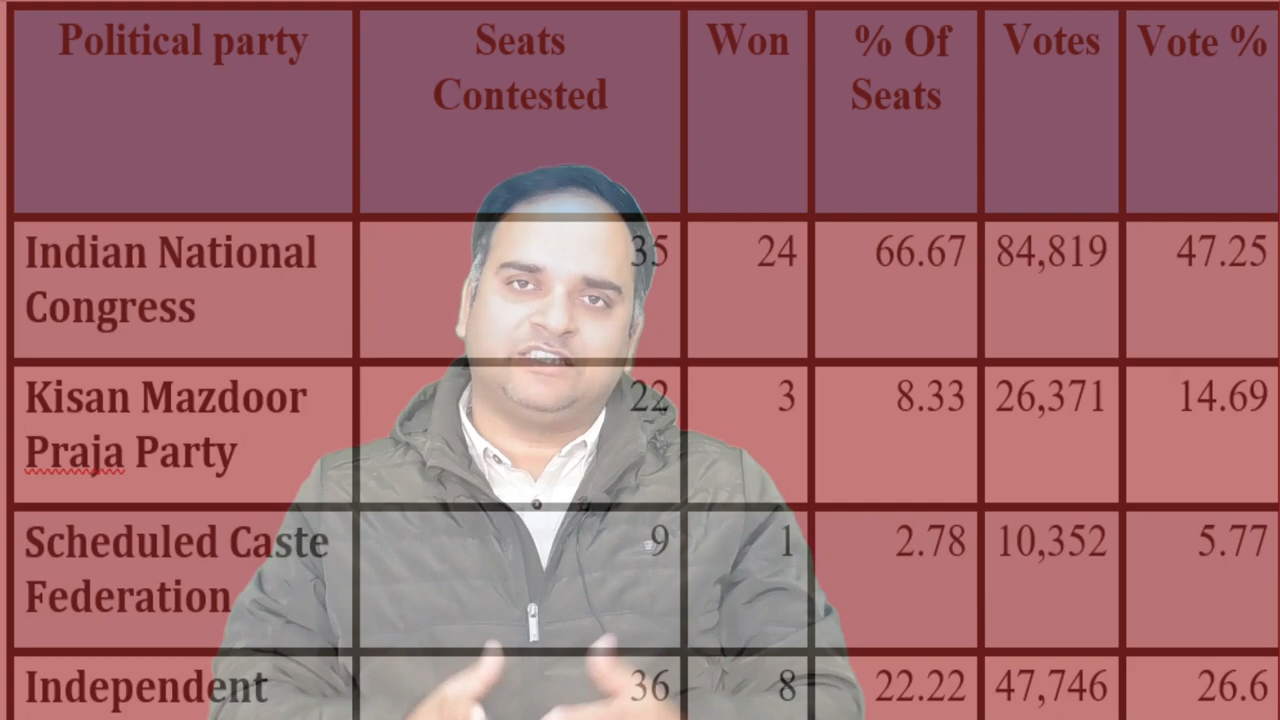 Political party Seats Contested Won % Of Seats Votes Vote %
Indian National Congress 35 24 66.67 84,819 47.25
Kisan Mazdoor Praja Party 22 3 8.33 26,371 14.69
Scheduled Caste Federation 9 1 2.78 10,352 5.77
Independent 36 8 22.22 47,746 26.6